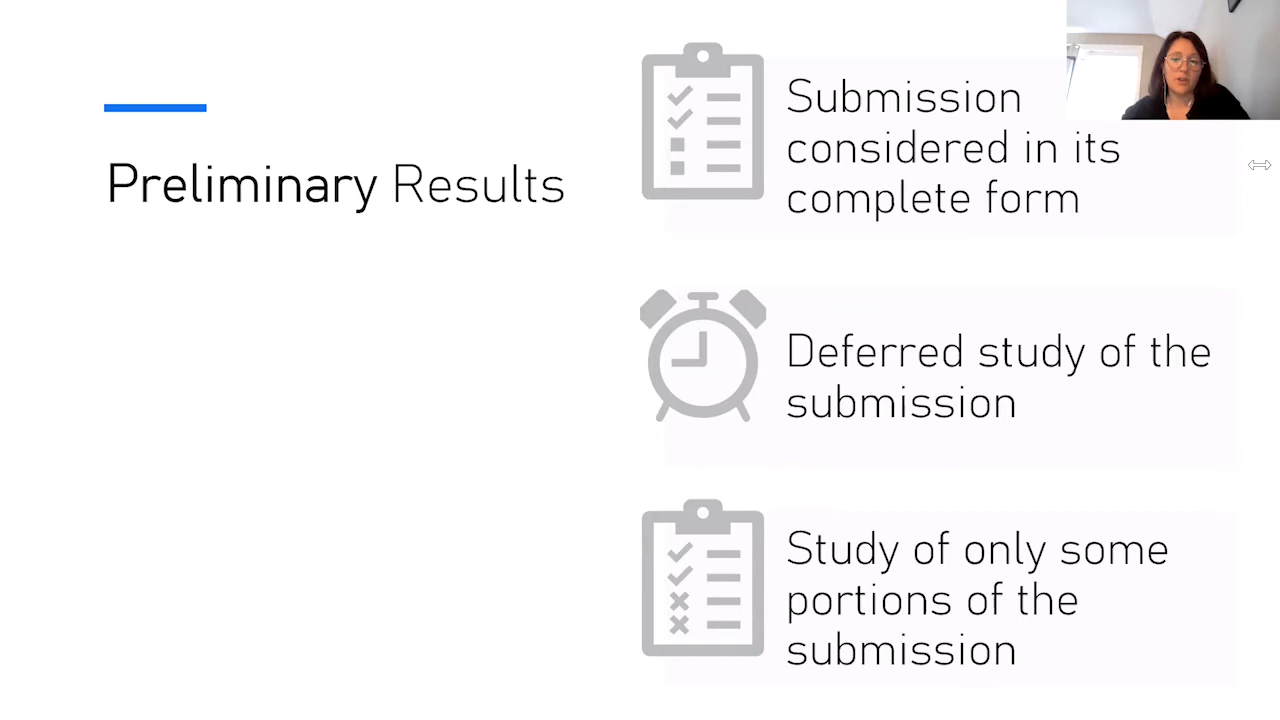 Preliminary Results
Submission
considered in its
complete form
Deferred study of the
submission
Study of only some
portions of the
submission